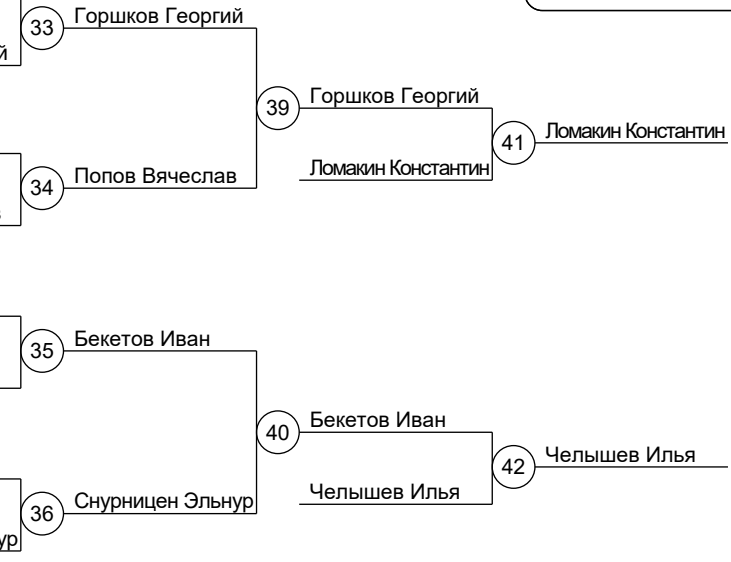 33
Горшков Георгий
й
39
Горшков Георгий
41
Ломакин Константин
Ломакин Константин
34
Попов Вячеслав
35
Бекетов Иван
40
Бекетов Иван
42
Челышев Илья
Челышев Илья
36
Снурницен Эльнур
ур